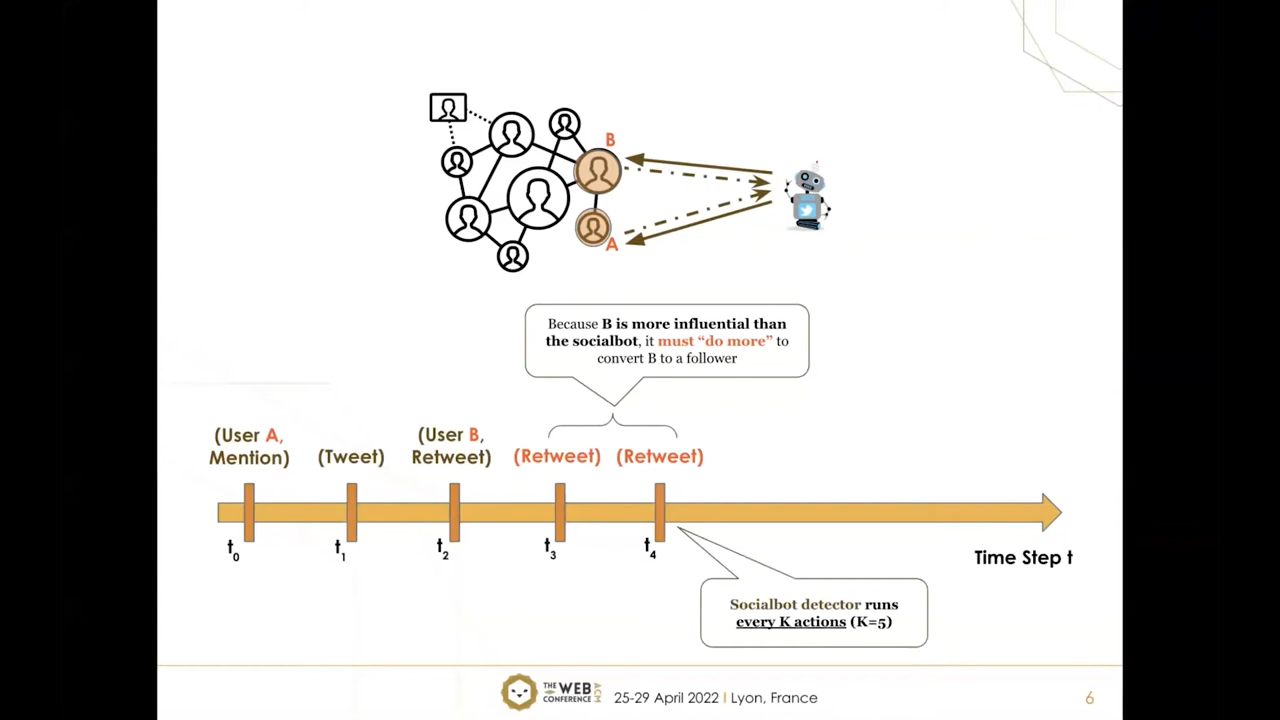 B
A
Because B is more influential than
the socialbot, it must “do more” to
convert B to a follower
(User A,
Mention)
(Tweet)
(User B,
Retweet)
(Retweet)
(Retweet)
t0
t1
t2
t3
t4
Time Step t
Socialbot detector runs
every K actions (K=5)
THE WEB
CONFERENCE
ACM
25-29 April 2022 I Lyon, France
6